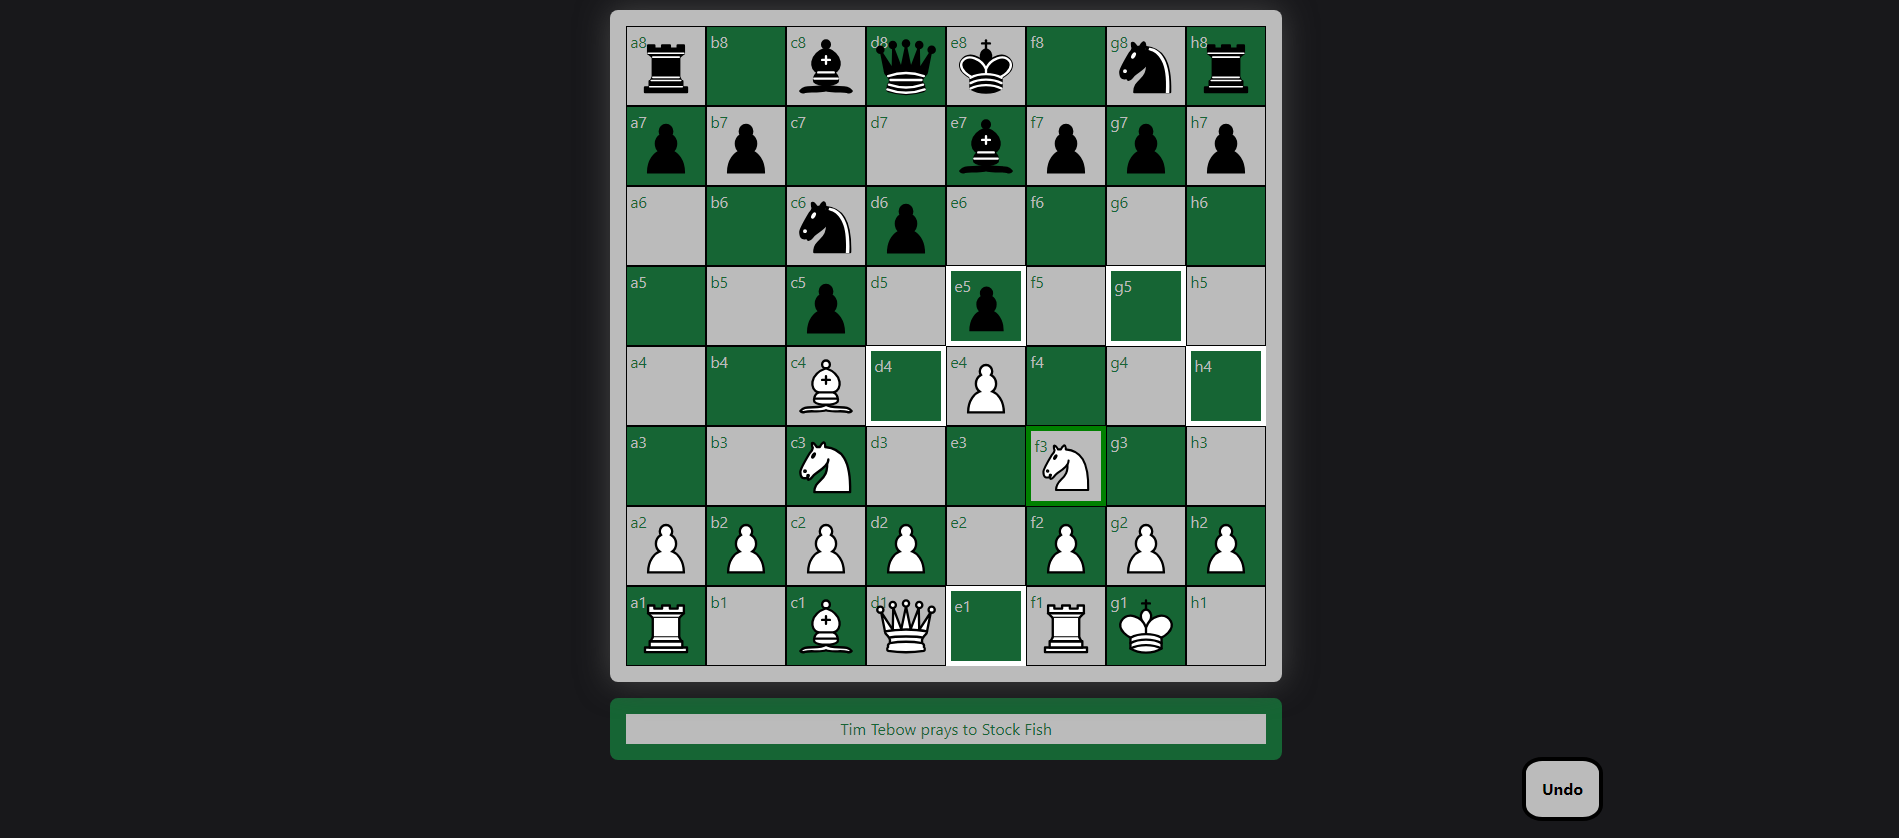 a8 b8 c8 d8 e8 f8 g8 h8
a7 b7 c7 d7 e7 f7 g7 h7
a6 b6 c6 d6 e6 f6 g6 h6
a5 b5 c5 d5 e5 f5 g5 h5
a4 b4 c4 d4 e4 f4 g4 h4
a3 b3 c3 d3 e3 f3 g3 h3
a2 b2 c2 d2 e2 f2 g2 h2
a1 b1 c1 d1 e1 f1 g1 h1
Tim Tebow prays to Stock Fish
Undo